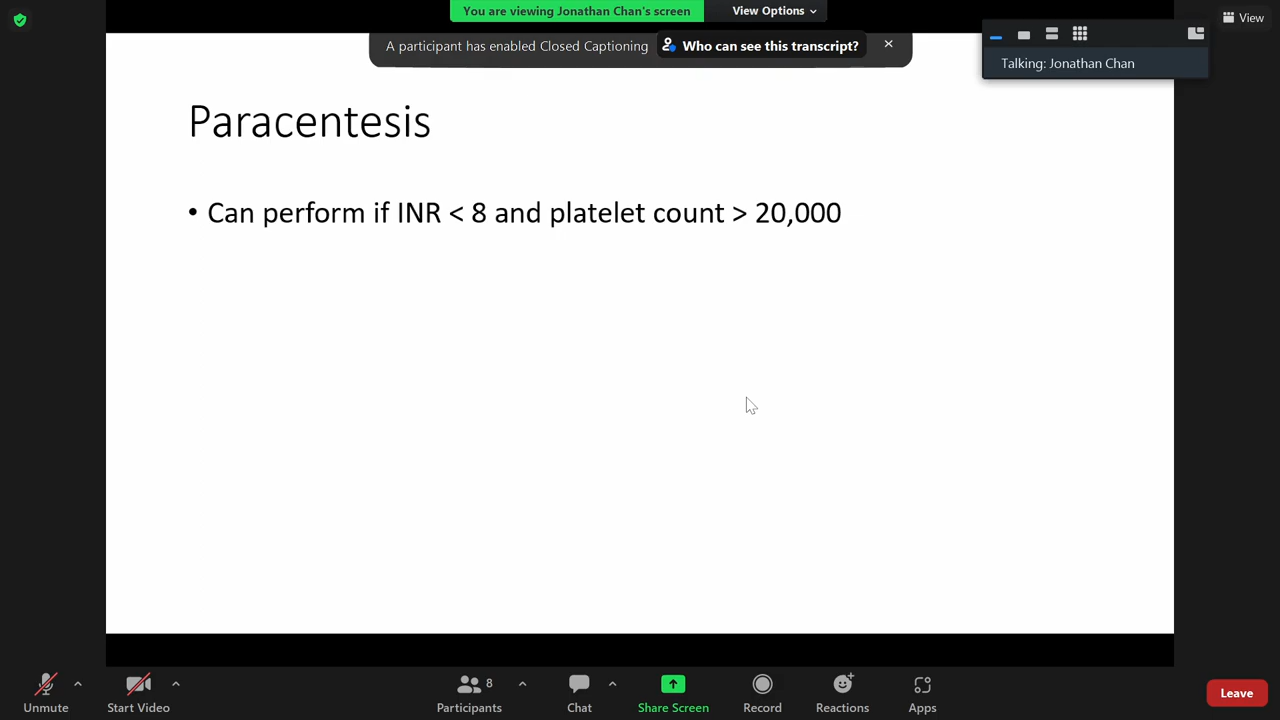 You are viewing Jonathan Chan's screen
View Options
View
A participant has enabled Closed Captioning
Who can see this transcript?
Talking: Jonathan Chan
Paracentesis
• Can perform if INR < 8 and platelet count > 20,000
Unmute
Start Video
8
Participants
Chat
Share Screen
Record
Reactions
Apps
Leave